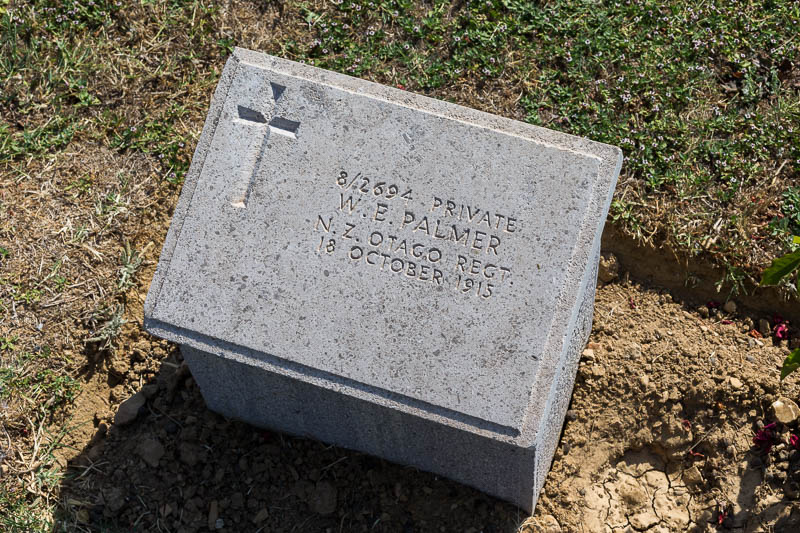 8/2694 PRIVATE
W. E. PALMER
N. Z. OTAGO REGT.
18 OCTOBER 1915